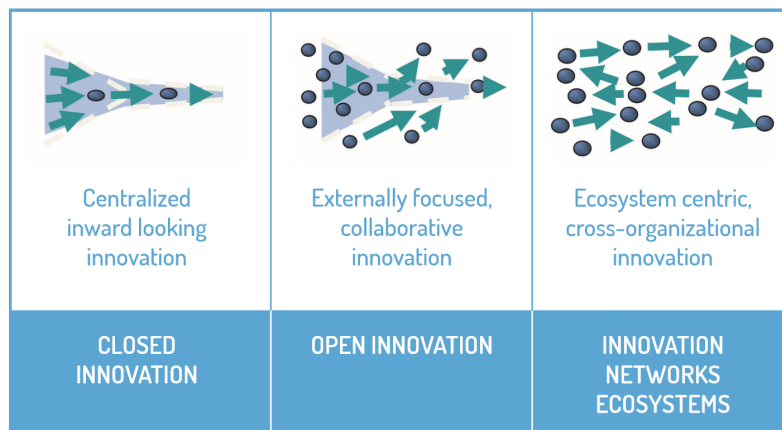 Centralized
inward looking
innovation
Externally focused,
collaborative
innovation
Ecosystem centric,
cross-organizational
innovation
CLOSED
INNOVATION
OPEN INNOVATION
INNOVATION
NETWORKS
ECOSYSTEMS